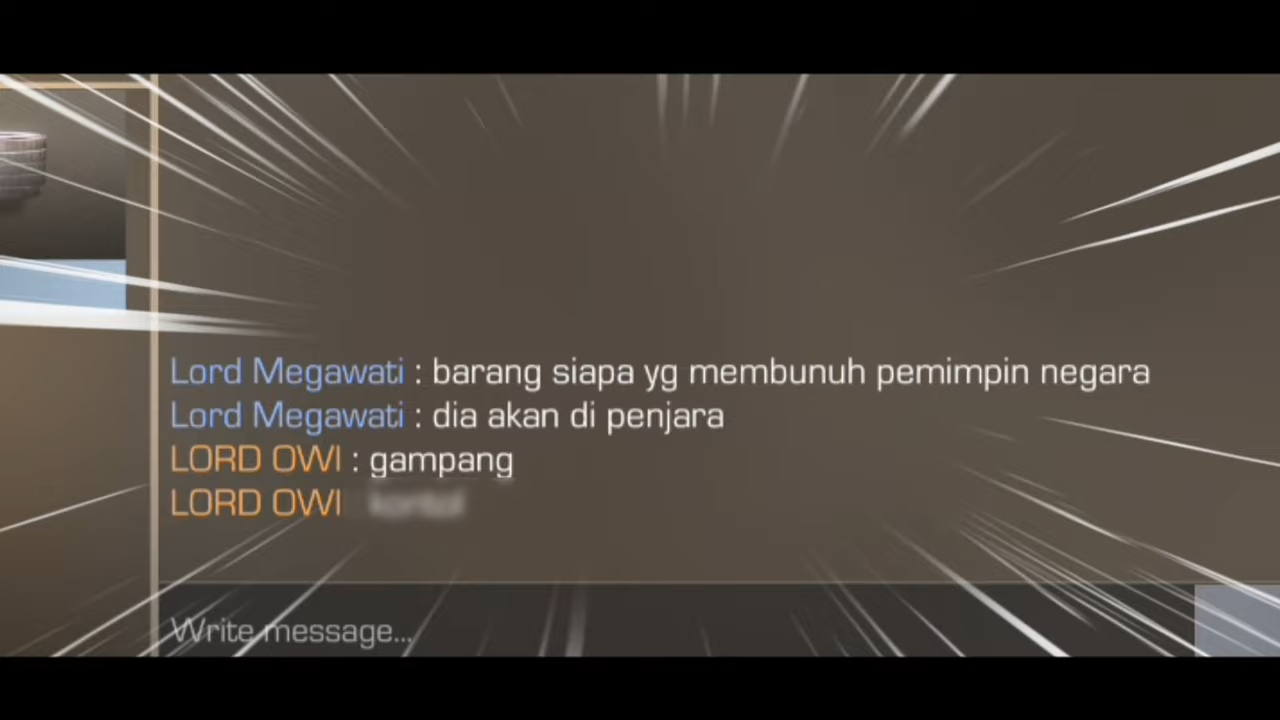 Lord Megawati : barang siapa yg membunuh pemimpin negara
Lord Megawati : dia akan di penjara
LORD OWI : gampang
LORD OWI
Write message...